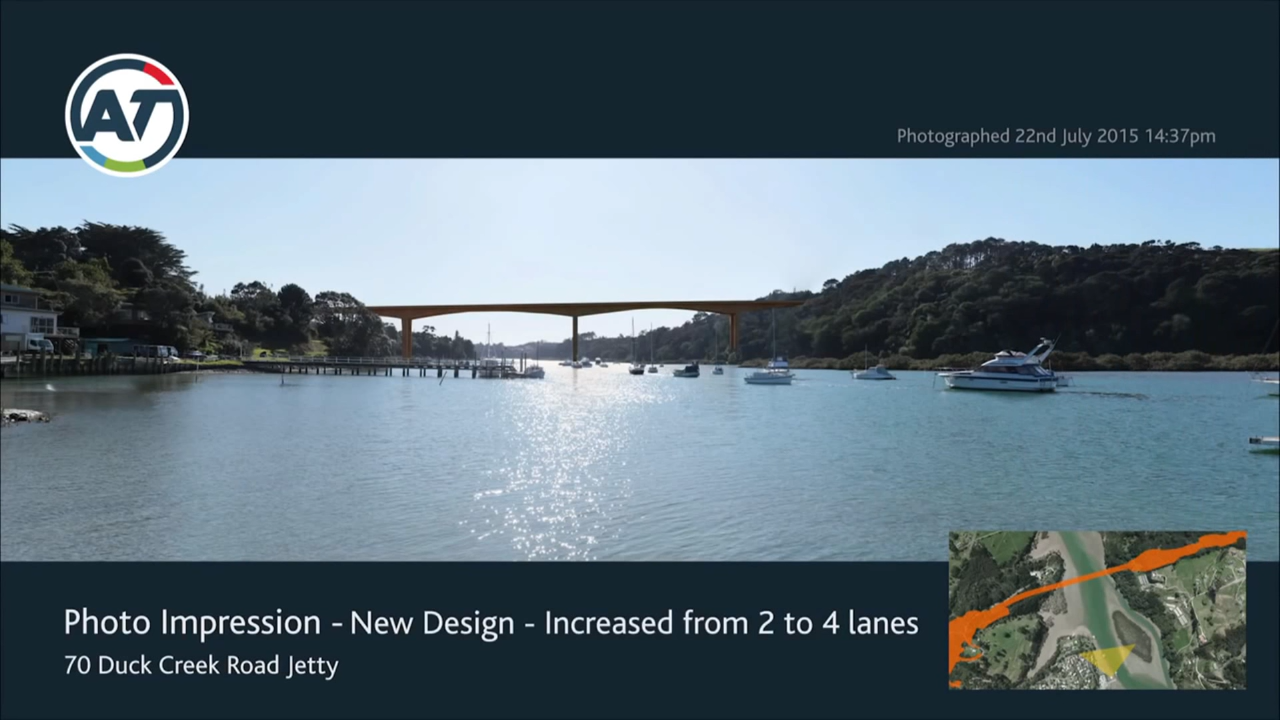 AT
Photographed 22nd July 2015 14:37pm
Photo Impression - New Design - Increased from 2 to 4 lanes
70 Duck Creek Road Jetty